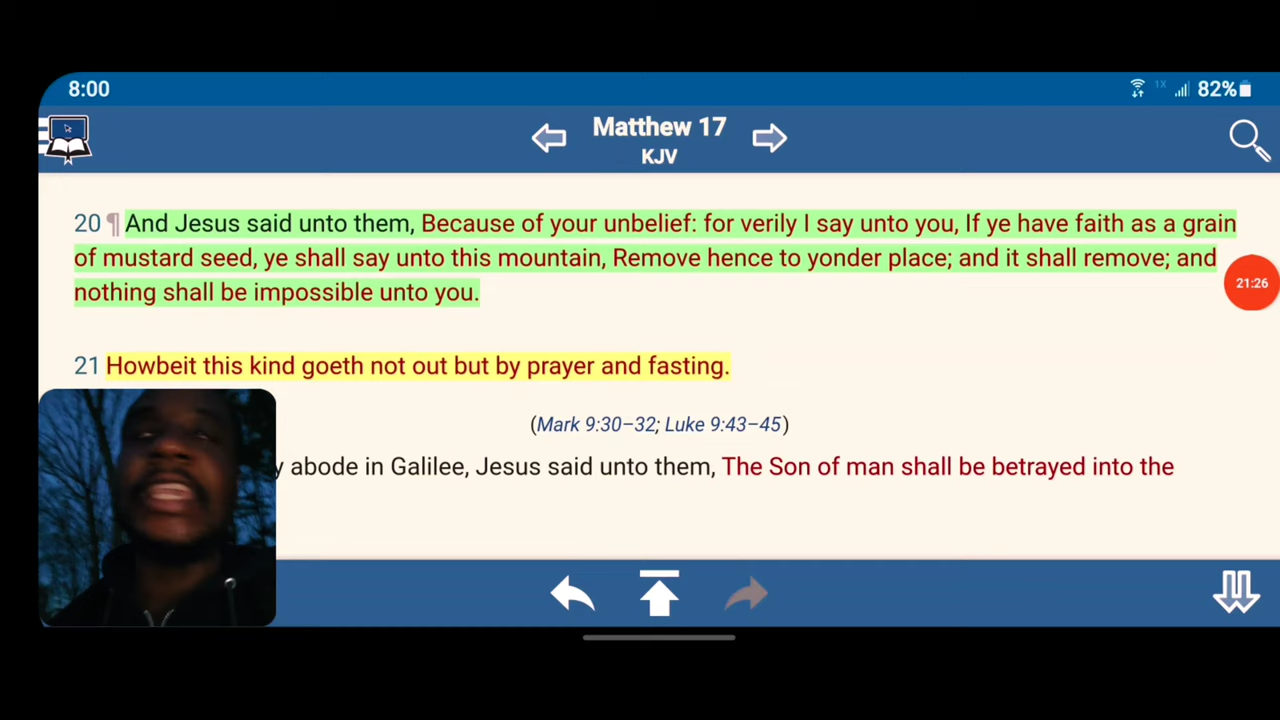 8:00
1X
82%
Matthew 17
KJV
20 ¶ And Jesus said unto them, Because of your unbelief: for verily I say unto you, If ye have faith as a grain
of mustard seed, ye shall say unto this mountain, Remove hence to yonder place; and it shall remove; and
nothing shall be impossible unto you.
21:26
21 Howbeit this kind goeth not out but by prayer and fasting.
(Mark 9:30–32; Luke 9:43–45)
abode in Galilee, Jesus said unto them, The Son of man shall be betrayed into the